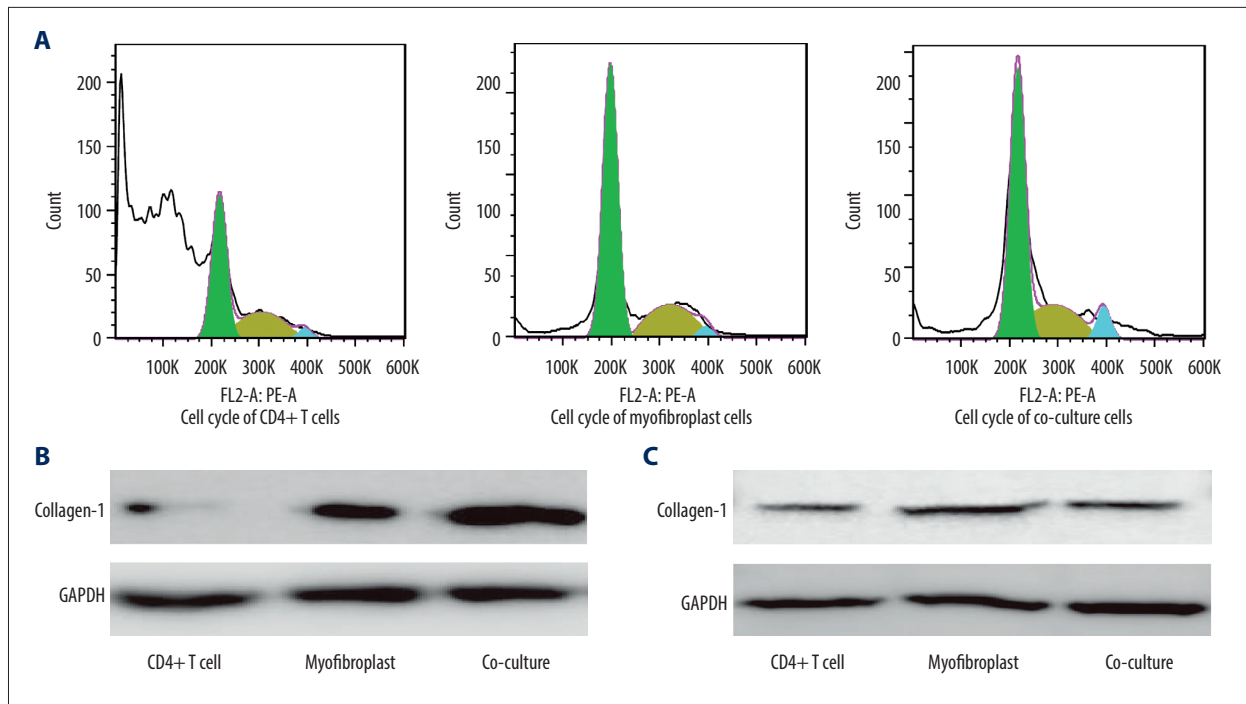 A
200
150
100
50
0
Count
100K 200K 300K 400K 500K 600K
FL2-A: PE-A
Cell cycle of CD4+ T cells
200
150
100
50
0
Count
100K 200K 300K 400K 500K 600K
FL2-A: PE-A
Cell cycle of myofibroplast cells
200
150
100
50
0
Count
100K 200K 300K 400K 500K 600K
FL2-A: PE-A
Cell cycle of co-culture cells
B
Collagen-1
GAPDH
CD4+ T cell Myofibroplast Co-culture
C
Collagen-1
GAPDH
CD4+ T cell Myofibroplast Co-culture